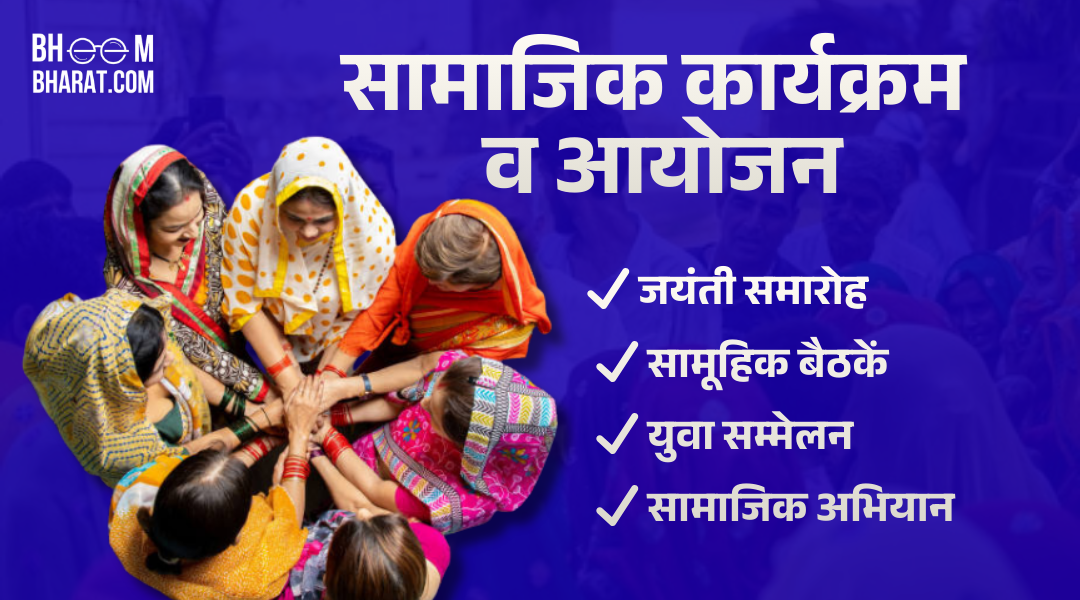 BHEEM
BHARAT.COM
सामाजिक कार्यक्रम
व आयोजन
जयंती समारोह
सामूहिक बैठकें
युवा सम्मेलन
सामाजिक अभियान